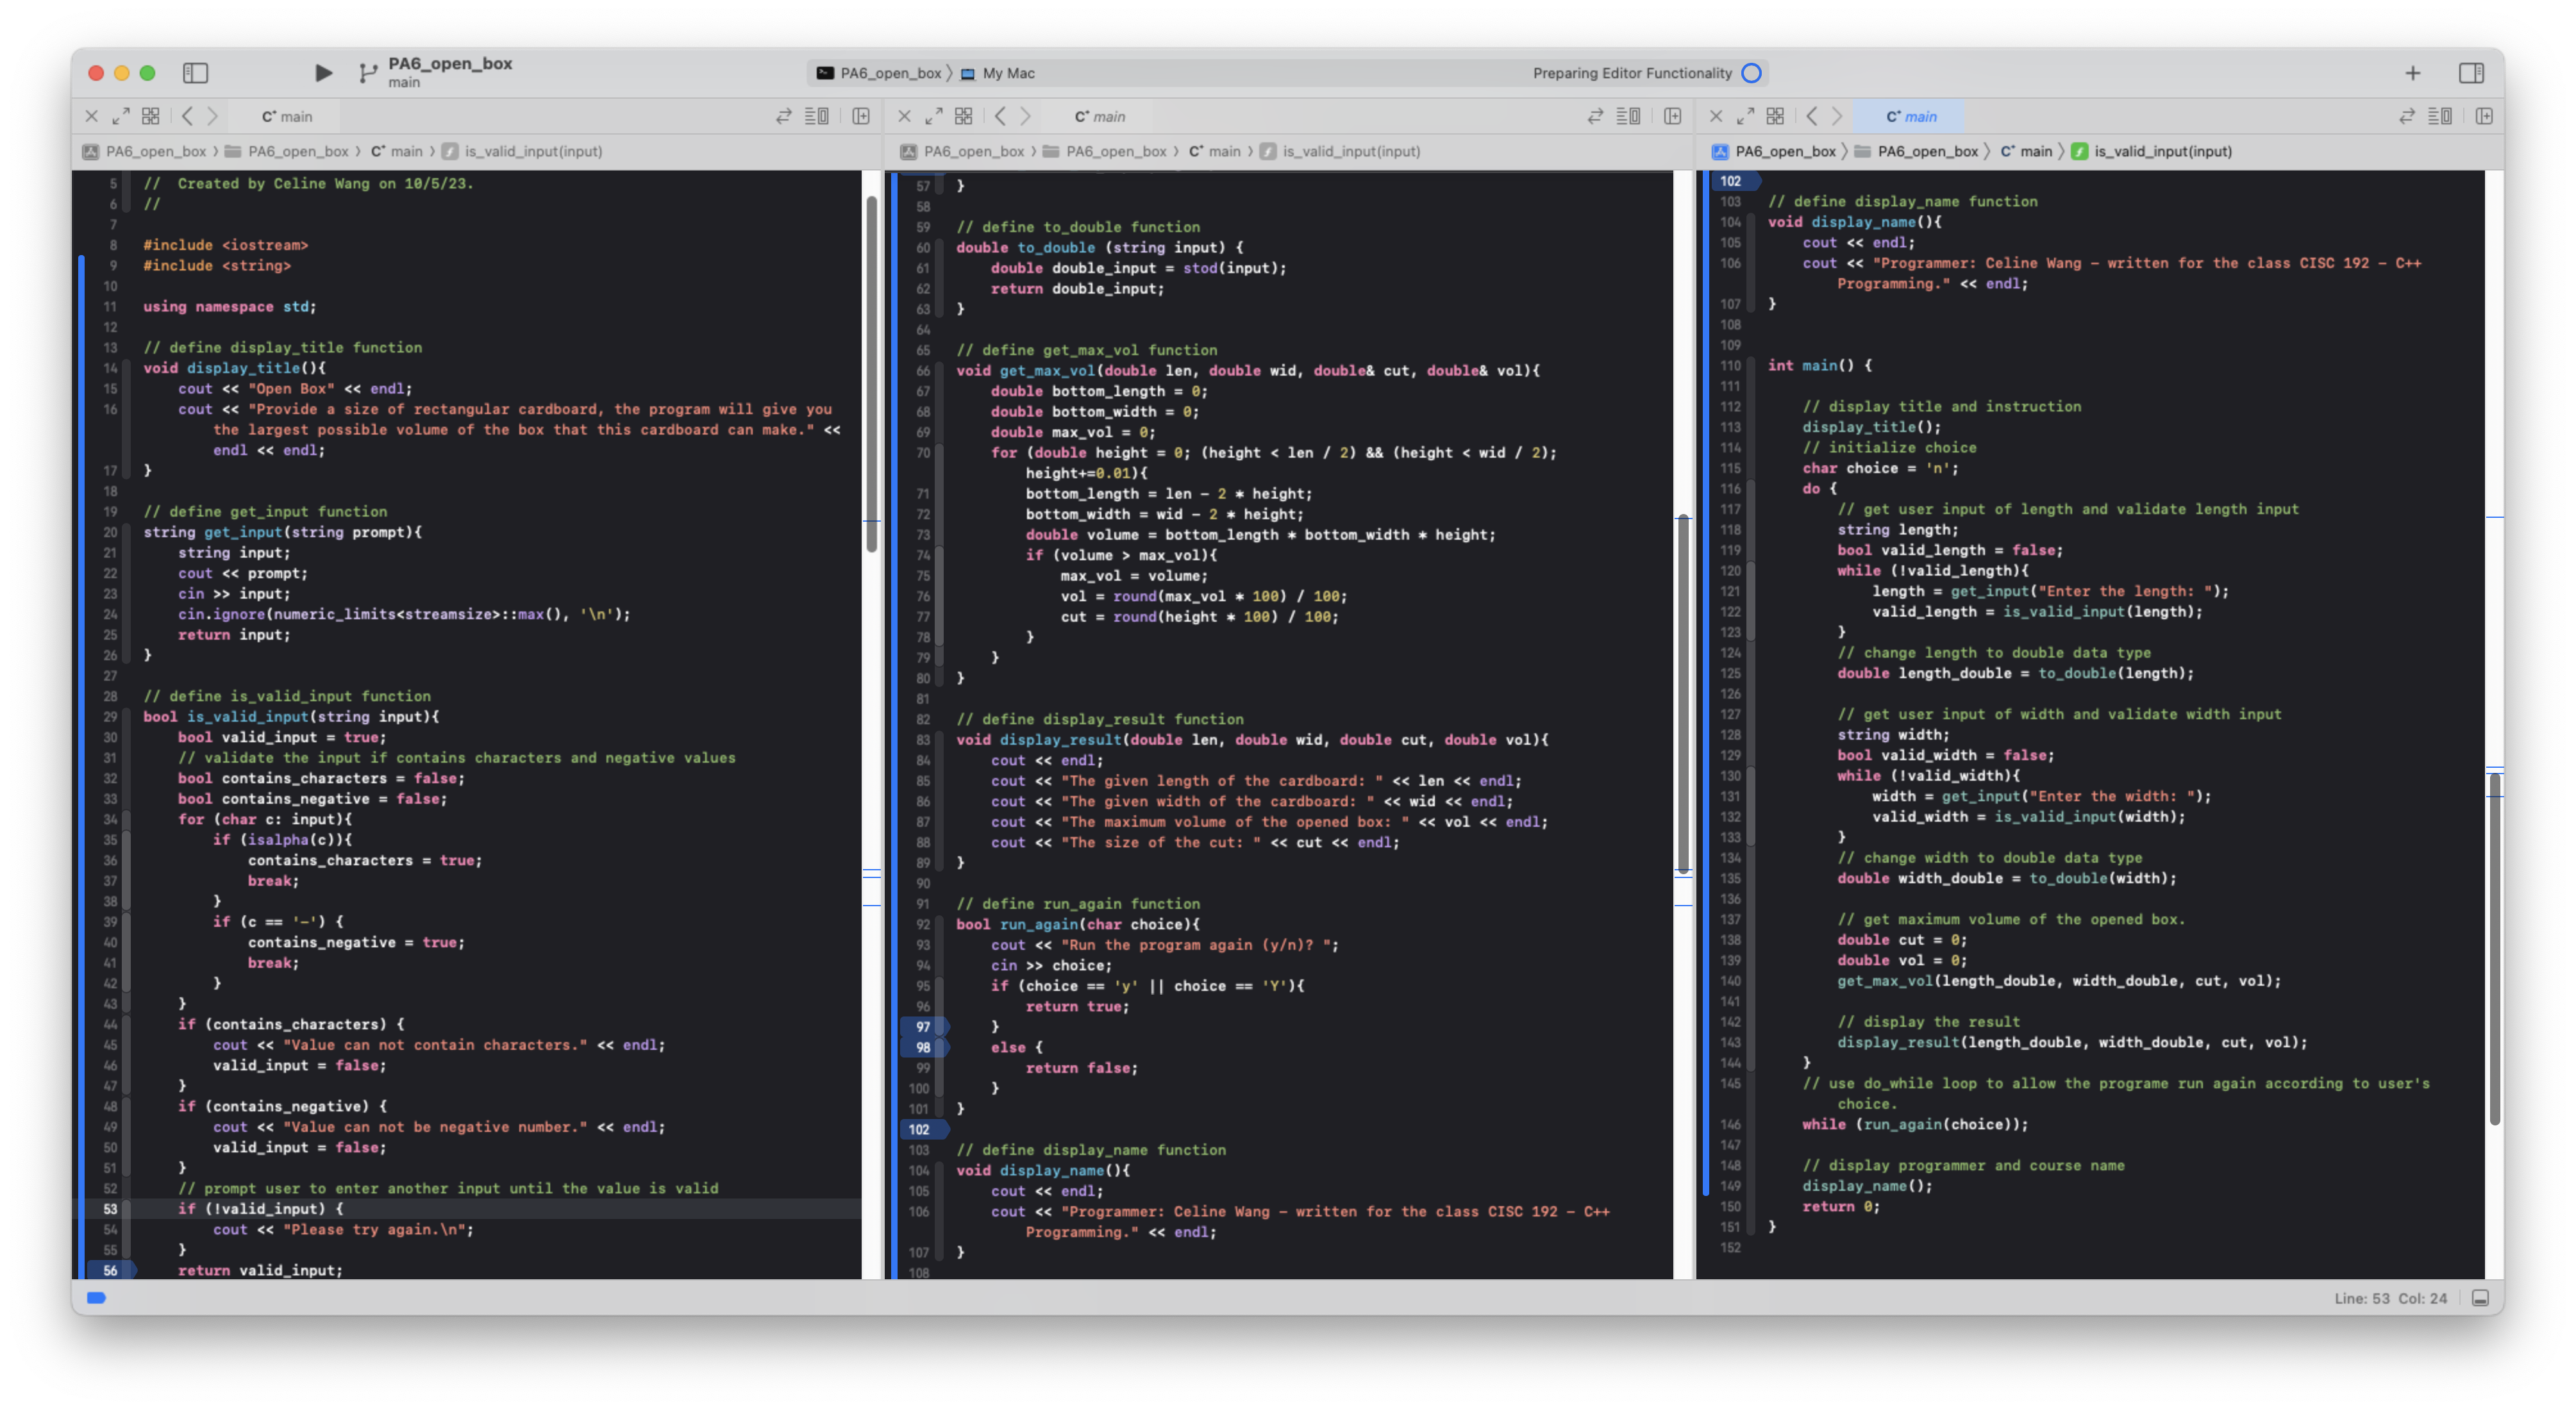 PA6_open_box
main
PA6_open_box 〉 My Mac
Preparing Editor Functionality
C⁺ main
PA6_open_box 〉 PA6_open_box 〉 C⁺ main 〉 f is_valid_input(input)
5 //  Created by Celine Wang on 10/5/23.
6 //
7
8 #include <iostream>
9 #include <string>
10
11 using namespace std;
12
13 // define display_title function
14 void display_title(){
15     cout << "Open Box" << endl;
16     cout << "Provide a size of rectangular cardboard, the program will give you
        the largest possible volume of the box that this cardboard can make." <<
        endl << endl;
17 }
18
19 // define get_input function
20 string get_input(string prompt){
21     string input;
22     cout << prompt;
23     cin >> input;
24     cin.ignore(numeric_limits<streamsize>::max(), '\n');
25     return input;
26 }
27
28 // define is_valid_input function
29 bool is_valid_input(string input){
30     bool valid_input = true;
31     // validate the input if contains characters and negative values
32     bool contains_characters = false;
33     bool contains_negative = false;
34     for (char c: input){
35         if (isalpha(c)){
36             contains_characters = true;
37             break;
38         }
39         if (c == '-') {
40             contains_negative = true;
41             break;
42         }
43     }
44     if (contains_characters) {
45         cout << "Value can not contain characters." << endl;
46         valid_input = false;
47     }
48     if (contains_negative) {
49         cout << "Value can not be negative number." << endl;
50         valid_input = false;
51     }
52     // prompt user to enter another input until the value is valid
53     if (!valid_input) {
54         cout << "Please try again.\n";
55     }
56     return valid_input;
C⁺ main
PA6_open_box 〉 PA6_open_box 〉 C⁺ main 〉 f is_valid_input(input)
57 }
58
59 // define to_double function
60 double to_double (string input) {
61     double double_input = stod(input);
62     return double_input;
63 }
64
65 // define get_max_vol function
66 void get_max_vol(double len, double wid, double& cut, double& vol){
67     double bottom_length = 0;
68     double bottom_width = 0;
69     double max_vol = 0;
70     for (double height = 0; (height < len / 2) && (height < wid / 2);
        height+=0.01){
71         bottom_length = len - 2 * height;
72         bottom_width = wid - 2 * height;
73         double volume = bottom_length * bottom_width * height;
74         if (volume > max_vol){
75             max_vol = volume;
76             vol = round(max_vol * 100) / 100;
77             cut = round(height * 100) / 100;
78         }
79     }
80 }
81
82 // define display_result function
83 void display_result(double len, double wid, double cut, double vol){
84     cout << endl;
85     cout << "The given length of the cardboard: " << len << endl;
86     cout << "The given width of the cardboard: " << wid << endl;
87     cout << "The maximum volume of the opened box: " << vol << endl;
88     cout << "The size of the cut: " << cut << endl;
89 }
90
91 // define run_again function
92 bool run_again(char choice){
93     cout << "Run the program again (y/n)? ";
94     cin >> choice;
95     if (choice == 'y' || choice == 'Y'){
96         return true;
97     }
98     else {
99         return false;
100     }
101 }
102
103 // define display_name function
104 void display_name(){
105     cout << endl;
106     cout << "Programmer: Celine Wang - written for the class CISC 192 - C++
        Programming." << endl;
107 }
108
C⁺ main
PA6_open_box 〉 PA6_open_box 〉 C⁺ main 〉 f is_valid_input(input)
102
103 // define display_name function
104 void display_name(){
105     cout << endl;
106     cout << "Programmer: Celine Wang - written for the class CISC 192 - C++
        Programming." << endl;
107 }
108
109
110 int main() {
111
112     // display title and instruction
113     display_title();
114     // initialize choice
115     char choice = 'n';
116     do {
117         // get user input of length and validate length input
118         string length;
119         bool valid_length = false;
120         while (!valid_length){
121             length = get_input("Enter the length: ");
122             valid_length = is_valid_input(length);
123         }
124         // change length to double data type
125         double length_double = to_double(length);
126
127         // get user input of width and validate width input
128         string width;
129         bool valid_width = false;
130         while (!valid_width){
131             width = get_input("Enter the width: ");
132             valid_width = is_valid_input(width);
133         }
134         // change width to double data type
135         double width_double = to_double(width);
136
137         // get maximum volume of the opened box.
138         double cut = 0;
139         double vol = 0;
140         get_max_vol(length_double, width_double, cut, vol);
141
142         // display the result
143         display_result(length_double, width_double, cut, vol);
144     }
145     // use do_while loop to allow the programe run again according to user's
        choice.
146     while (run_again(choice));
147
148     // display programmer and course name
149     display_name();
150     return 0;
151 }
152
Line: 53  Col: 24